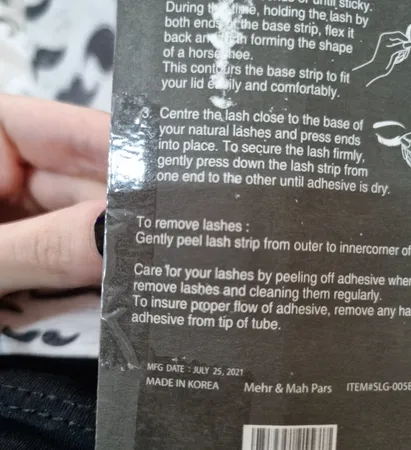 until sticky.
During the time, holding the lash by
both ends of the base strip, flex it
back and forth forming the shape
of a horseshoe.
This contours the base strip to fit
your lid easily and comfortably.
3. Centre the lash close to the base of
your natural lashes and press ends
into place. To secure the lash firmly,
gently press down the lash strip from
one end to the other until adhesive is dry.
To remove lashes :
Gently peel lash strip from outer to innercorner of
Care for your lashes by peeling off adhesive
remove lashes and cleaning them regularly.
To insure proper flow of adhesive, remove any
adhesive from tip of tube.
MFG DATE : JULY 25, 2021
MADE IN KOREA Mehr & Mah Pars ITEM#SLG-005